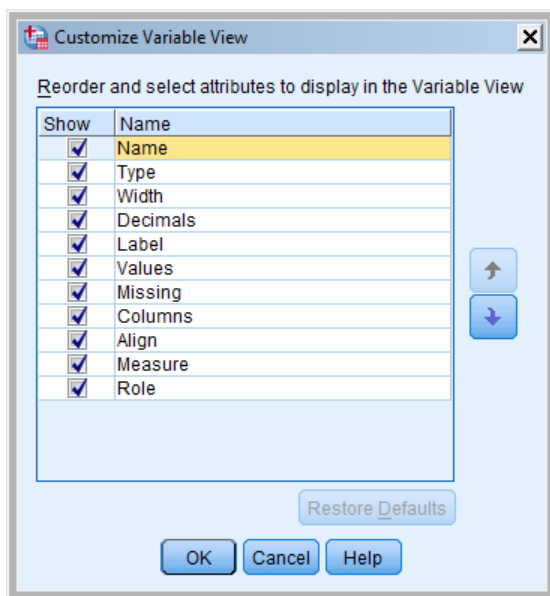 Customize Variable View
Reorder and select attributes to display in the Variable View
Show Name
Name
Type
Width
Decimals
Label
Values
Missing
Columns
Align
Measure
Role
Restore Defaults
OK Cancel Help